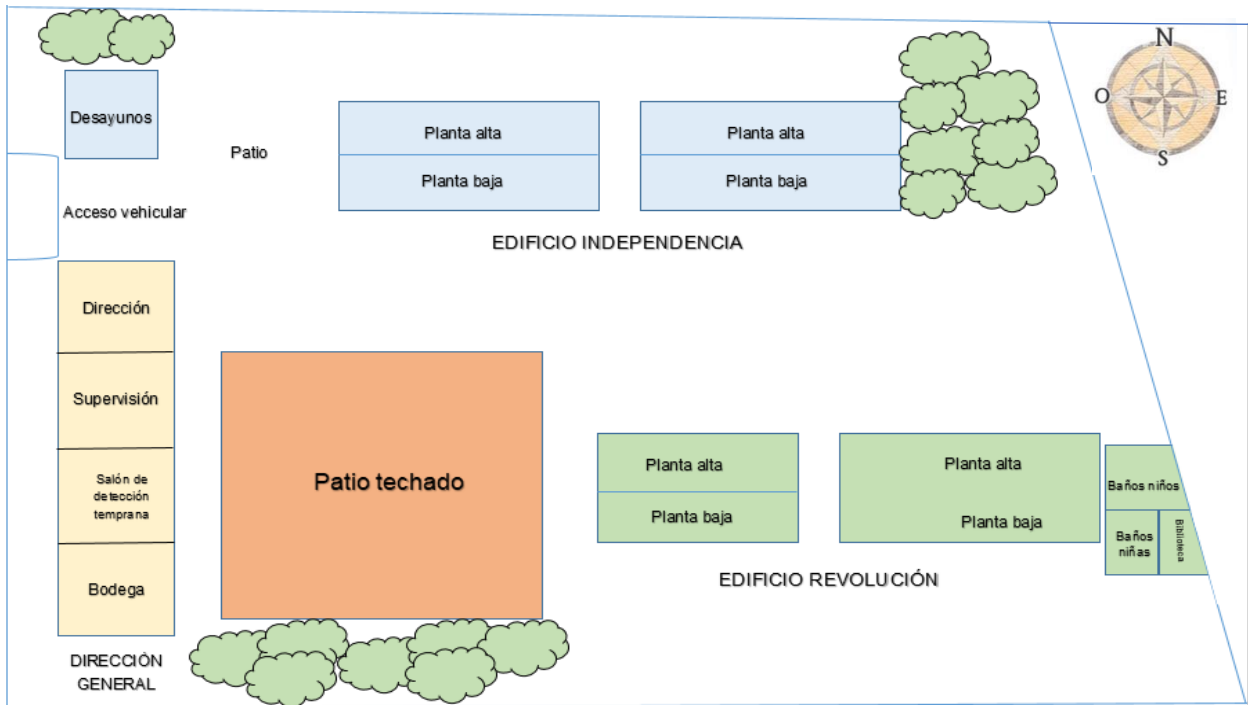 N
O
E
S
Desayunos
Patio
Planta alta
Planta baja
Planta alta
Planta baja
Acceso vehicular
EDIFICIO INDEPENDENCIA
Dirección
Supervisión
Salón de
detección
temprana
Bodega
DIRECCIÓN
GENERAL
Patio techado
Planta alta
Planta baja
Planta alta
Planta baja
Baños niños
Baños
niñas
Biblioteca
EDIFICIO REVOLUCIÓN